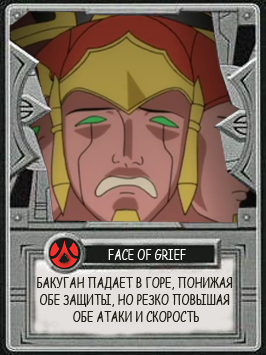 FACE OF GRIEF
БАКУГАН ПАДАЕТ В ГОРЕ, ПОНИЖАЯ
ОБЕ ЗАЩИТЫ, НО РЕЗКО ПОВЫШАЯ
ОБЕ АТАКИ И СКОРОСТЬ